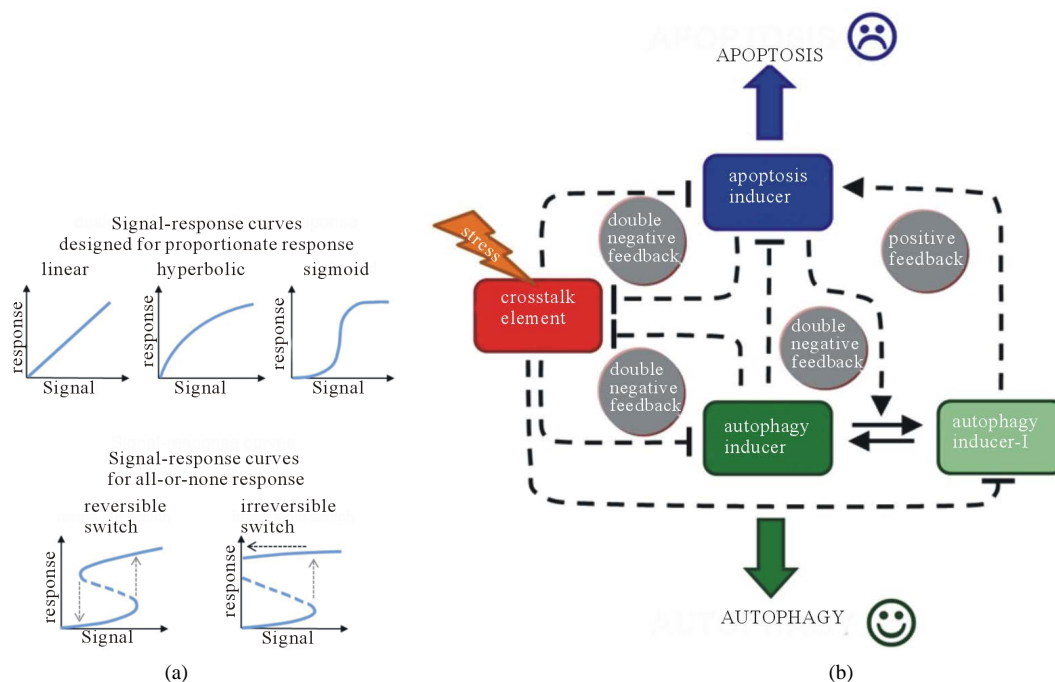 Signal-response curves
designed for proportionate response
linear
hyperbolic
sigmoid
response
Signal
response
Signal
response
Signal
Signal-response curves
for all-or-none response
reversible
switch
irreversible
switch
response
Signal
response
Signal
(a)
APOPTOSIS
apoptosis
inducer
double
negative
feedback
positive
feedback
stress
crosstalk
element
double
negative
feedback
double
negative
feedback
autophagy
inducer
autophagy
inducer-I
AUTOPHAGY
(b)